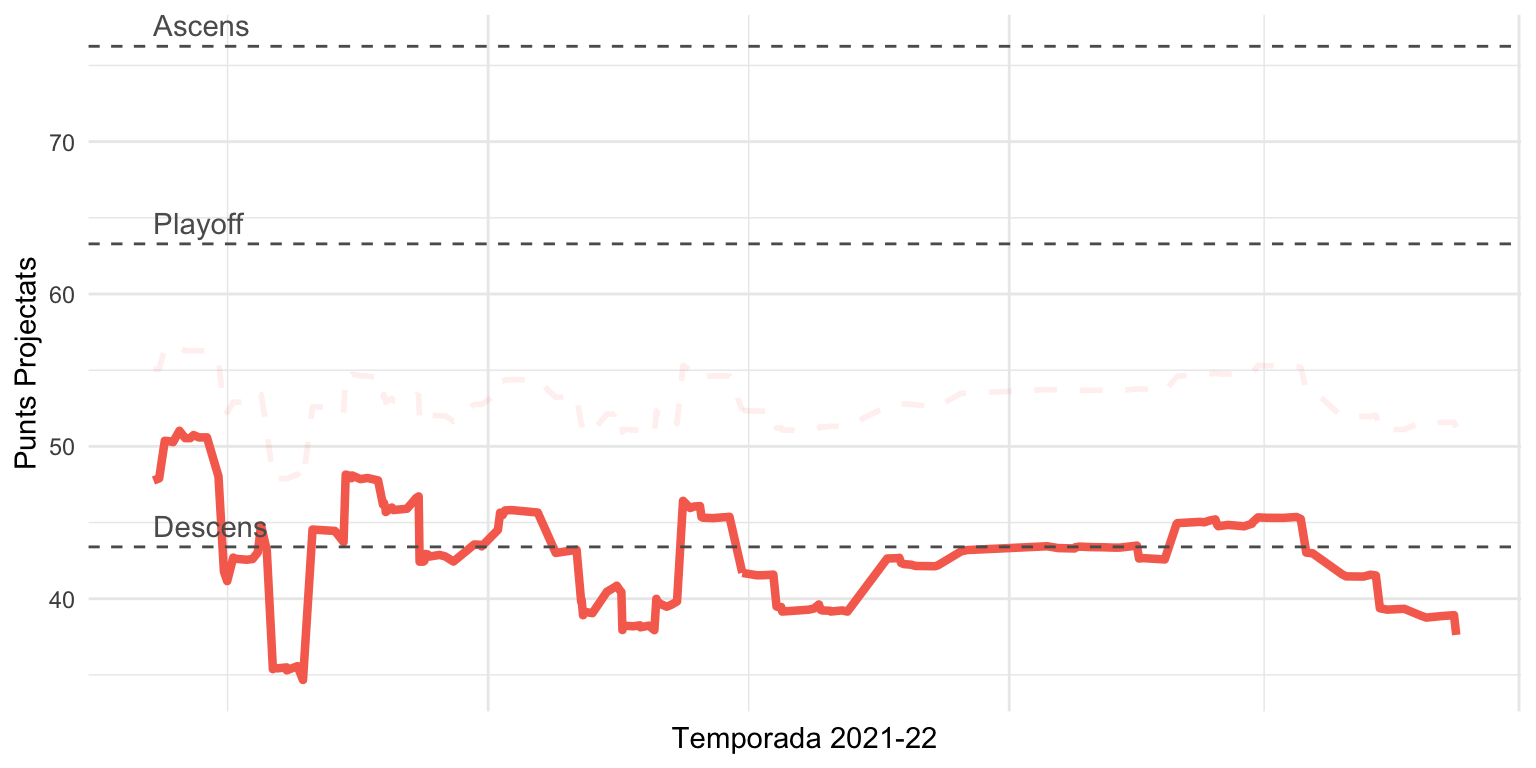 Ascens
70
Playoff
60
50
Descens
40
Punts Projectats
Temporada 2021-22